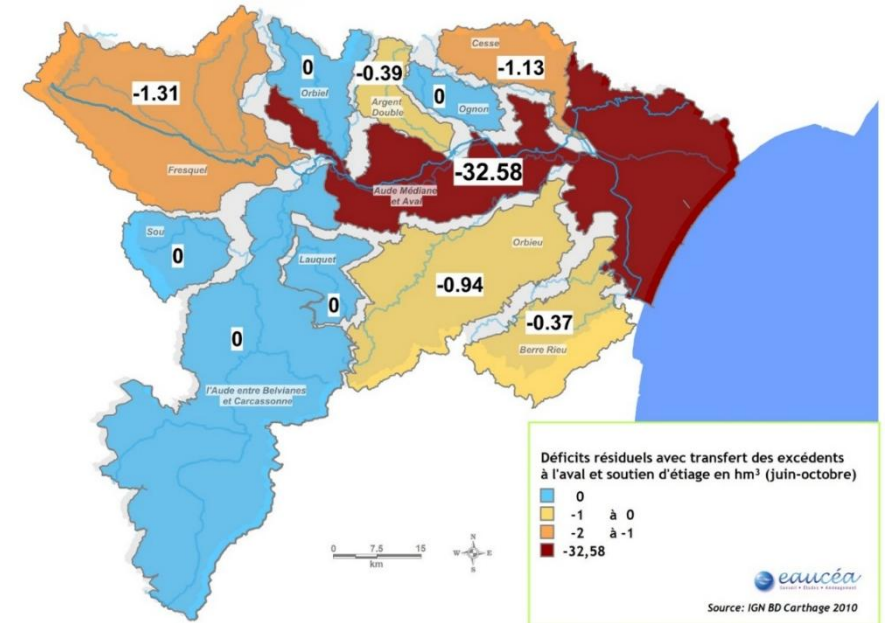 Cesse
-1.13
0
Orbiel
-0.39
Argent
Double
0
Ognon
-1.31
Fresquel
-32.58
Aude Médiane
et Aval
Sou
0
Lauquet
0
Orbieu
-0.94
-0.37
Berre Rieu
0
l'Aude entre Belvianes
et Carcassonne
0 7.5 15
km
N
W E
S
Déficits résiduels avec transfert des excédents
à l'aval et soutien d'étiage en hm³ (juin-octobre)
0
-1 à 0
-2 à -1
-32,58
eaucéa
Conseil • Études • Aménagement
Source: IGN BD Carthage 2010